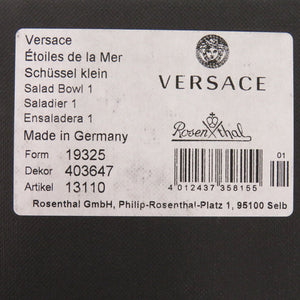 Versace
Étoiles de la Mer
Schüssel klein
Salad Bowl 1
Saladier 1
Ensaladera 1
Made in Germany
Form 19325
Dekor 403647
Artikel 13110
VERSACE
Rosenthal
01
4 012437 358155
Rosenthal GmbH, Philip-Rosenthal-Platz 1, 95100 Selb